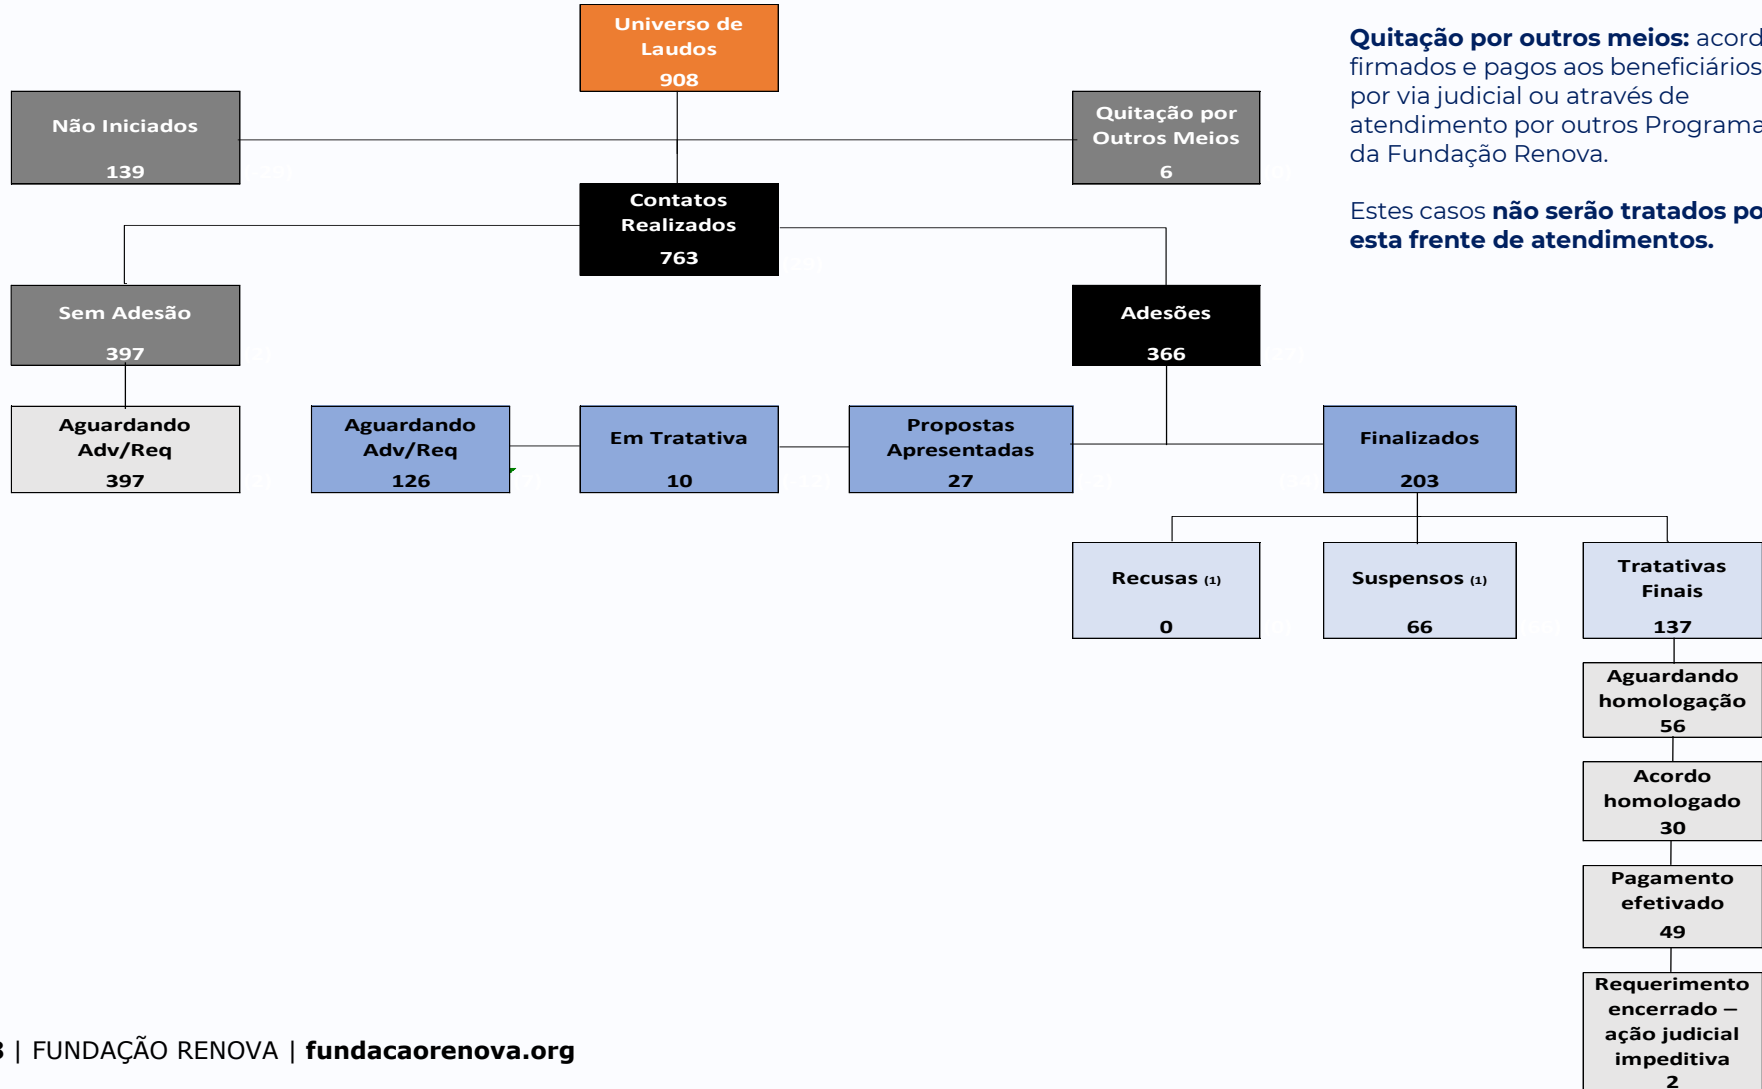 Universo de
Laudos
908
Quitação por outros meios: acord
firmados e pagos aos beneficiários
por via judicial ou através de
atendimento por outros Programa
da Fundação Renova.
Estes casos não serão tratados po
esta frente de atendimentos.
Não Iniciados
139
Quitação por
Outros Meios
6
Contatos
Realizados
763
Sem Adesão
397
Adesões
366
Aguardando
Adv/Req
397
Aguardando
Adv/Req
126
Em Tratativa
10
Propostas
Apresentadas
27
Finalizados
203
Recusas (1)
0
Suspensos (1)
66
Tratativas
Finais
137
Aguardando
homologação
56
Acordo
homologado
30
Pagamento
efetivado
49
Requerimento
encerrado –
ação judicial
impeditiva
2
| FUNDAÇÃO RENOVA | fundacaorenova.org